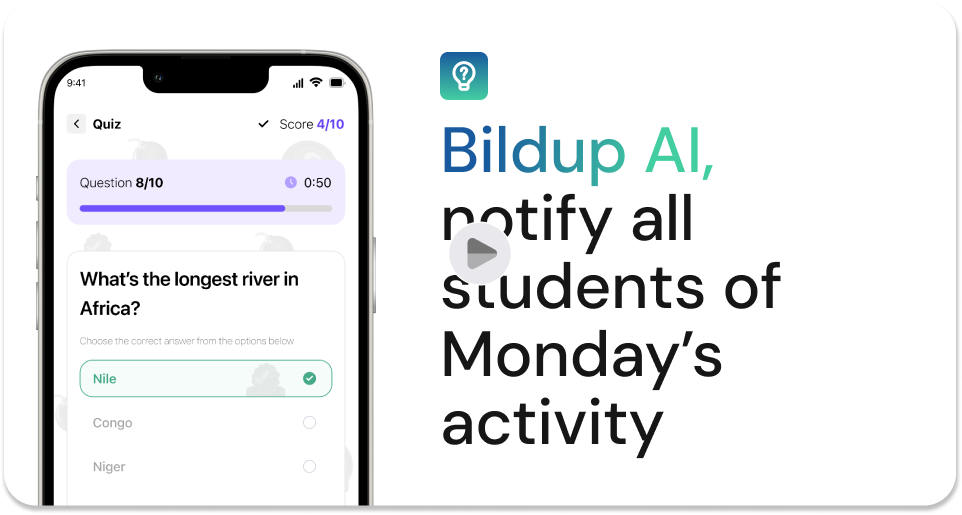 9:41
Quiz
Score 4/10
Question 8/10
0:50
What's the longest river in
Africa?
Choose the correct answer from the options below
Nile
Congo
Niger
Bildup AI,
notify all
students of
Monday’s
activity